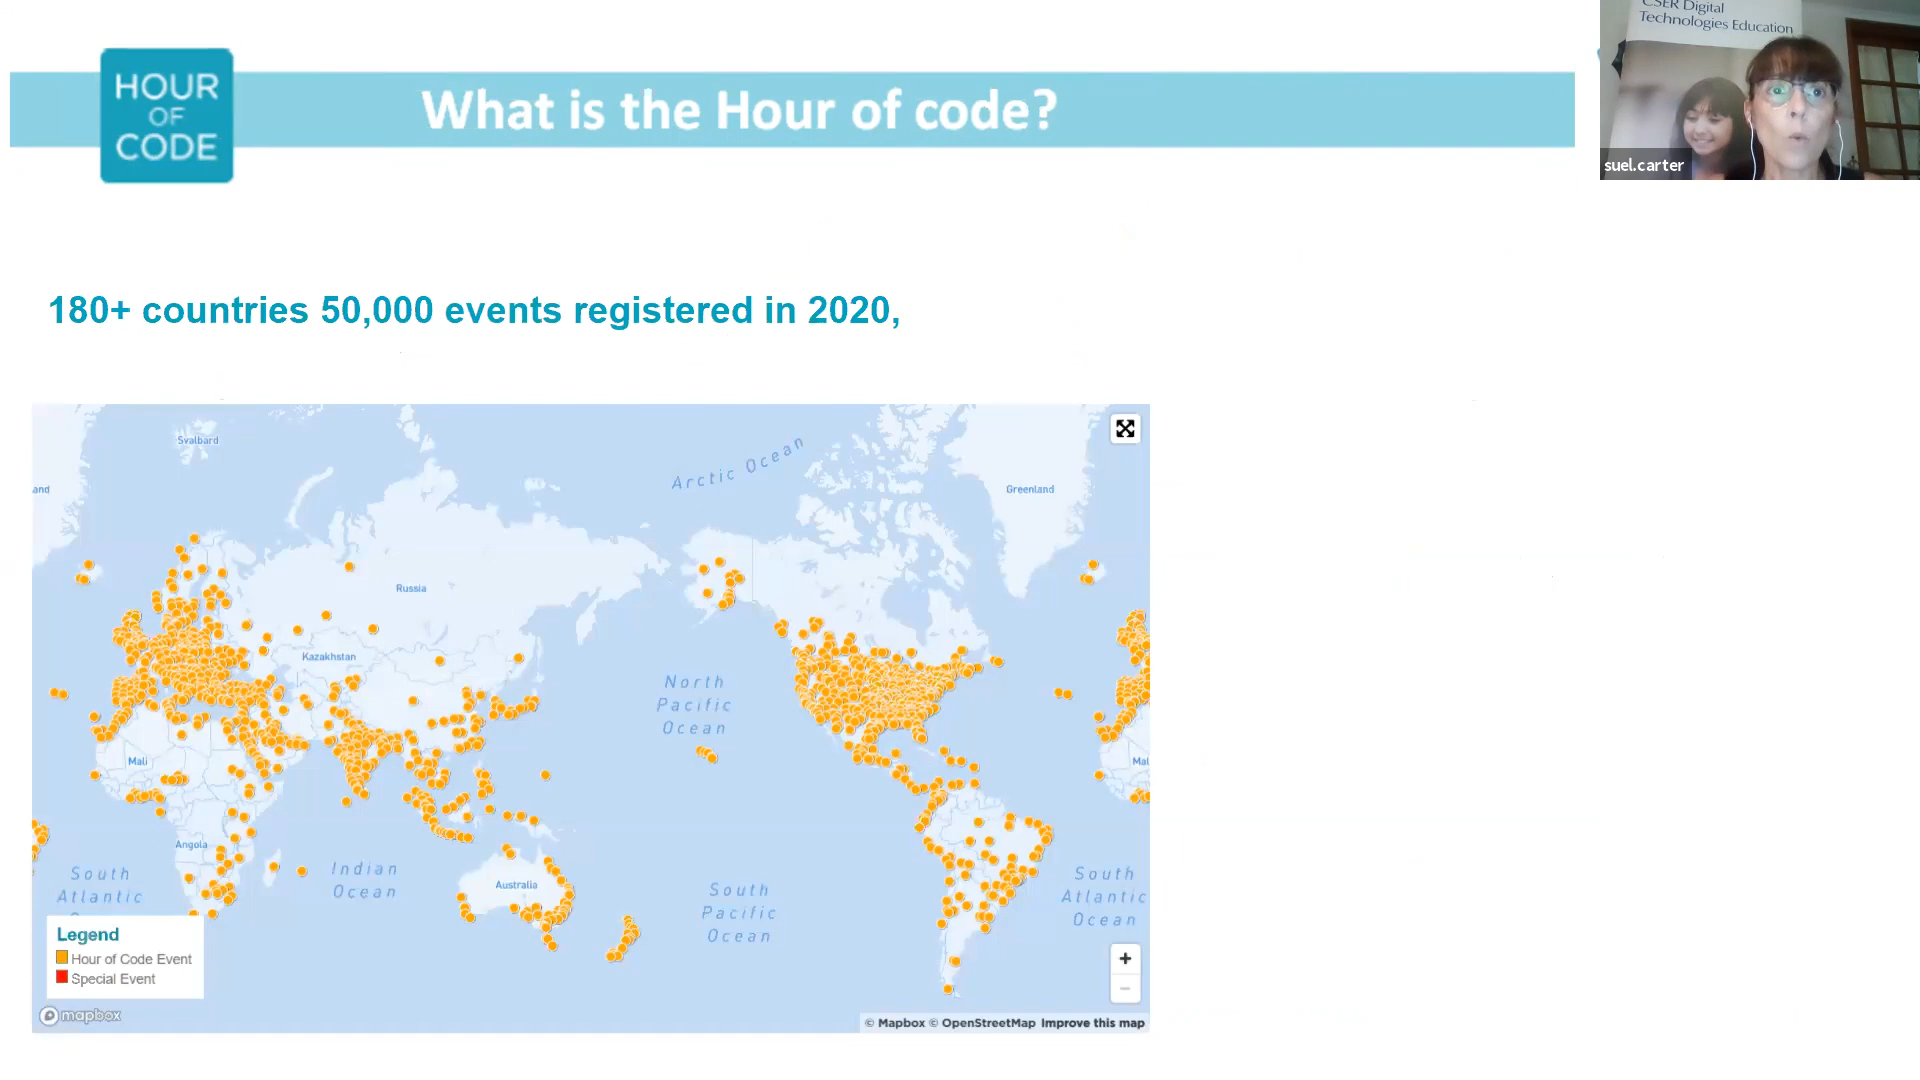 HOUR
OF
CODE
What is the Hour of code?
CSER Digital
Technologies Education
suel.carter
180+ countries 50,000 events registered in 2020,
Svalbard
Arctic Ocean
and
Greenland
Russia
Kazakhstan
North
Pacific
Ocean
Mali
Mal
Angola
South
Atlantic
Indian
Ocean
Australia
South
Pacific
Ocean
South
Atlantic
Ocean
Legend
Hour of Code Event
Special Event
mapbox
© Mapbox © OpenStreetMap Improve this map